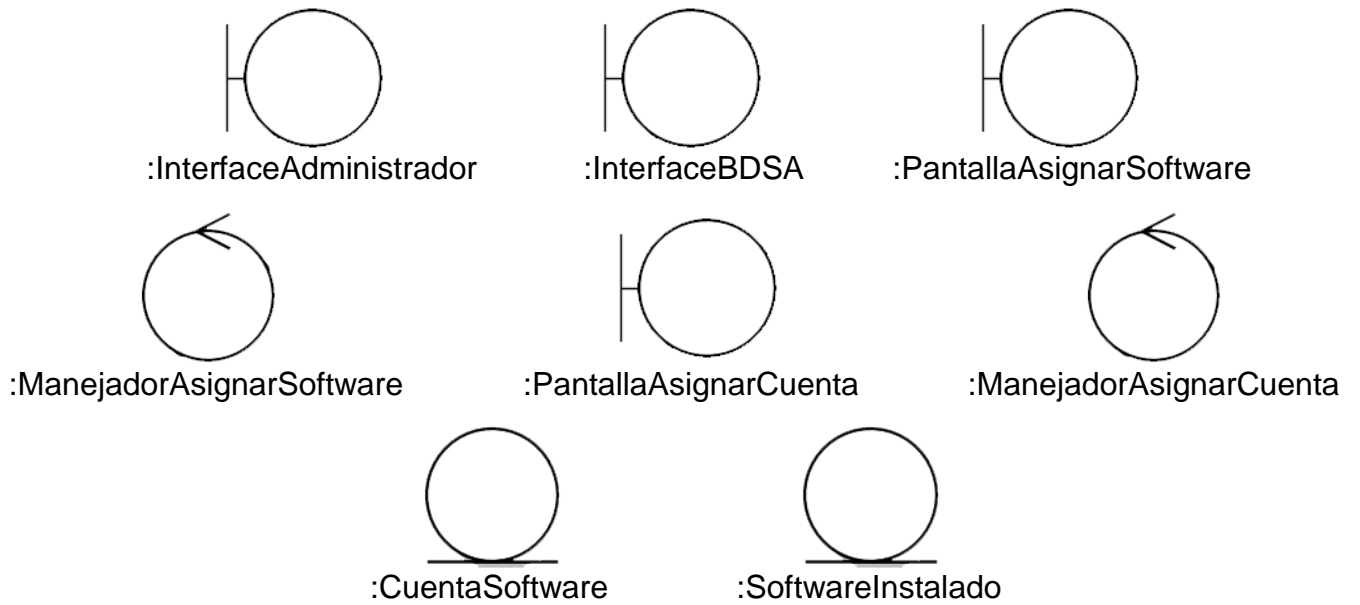 :InterfaceAdministrador :InterfaceBDSA :PantallaAsignarSoftware
:ManejadorAsignarSoftware :PantallaAsignarCuenta :ManejadorAsignarCuenta
:CuentaSoftware :SoftwareInstalado